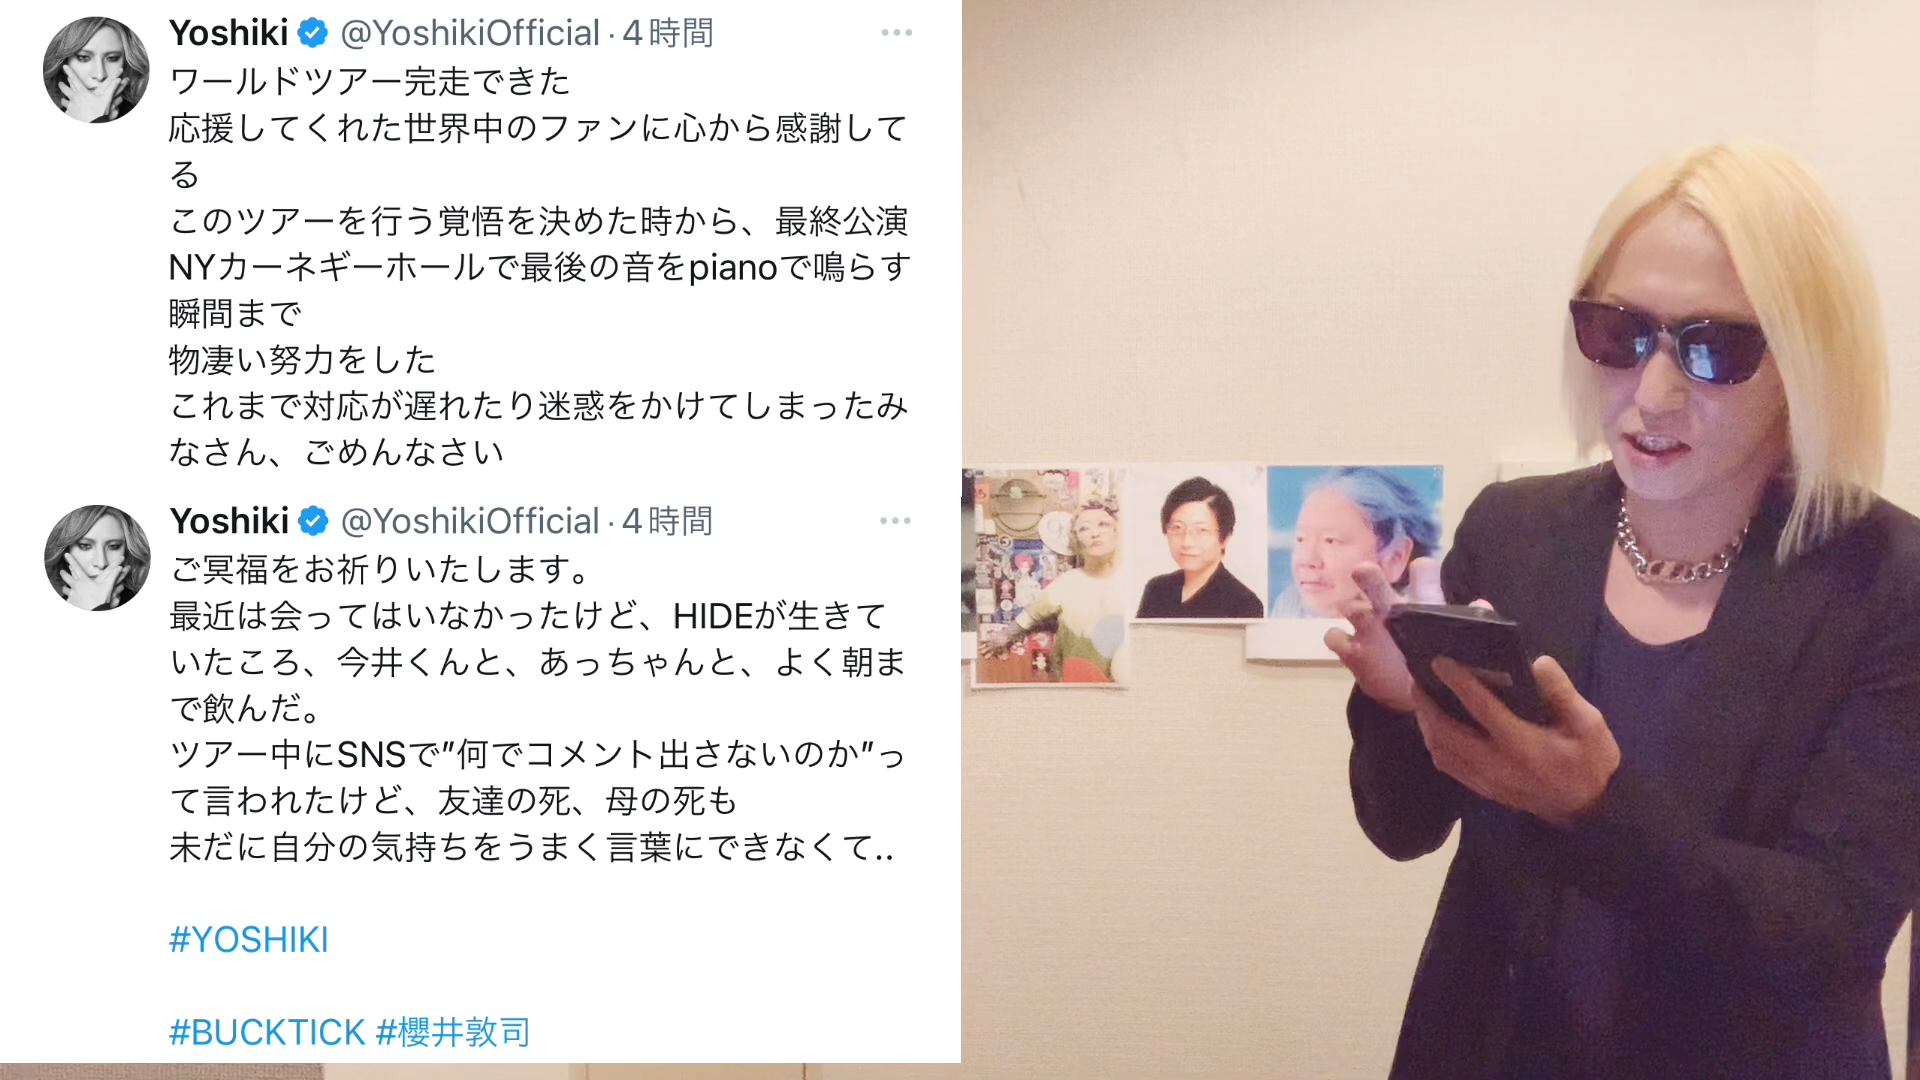 Yoshiki @YoshikiOfficial · 4時間
ワールドツアー完走できた
応援してくれた世界中のファンに心から感謝して
る
このツアーを行う覚悟を決めた時から、最終公演
NYカーネギーホールで最後の音をpianoで鳴らす
瞬間まで
物凄い努力をした
これまで対応が遅れたり迷惑をかけてしまったみ
なさん、ごめんなさい
Yoshiki @YoshikiOfficial · 4時間
ご冥福をお祈りいたします。
最近は会ってはいなかったけど、HIDEが生きて
いたころ、今井くんと、あっちゃんと、よく朝ま
で飲んだ。
ツアー中にSNSで"何でコメント出さないのか"っ
て言われたけど、友達の死、母の死も
未だに自分の気持ちをうまく言葉にできなくて..
#YOSHIKI
#BUCKTICK #櫻井敦司